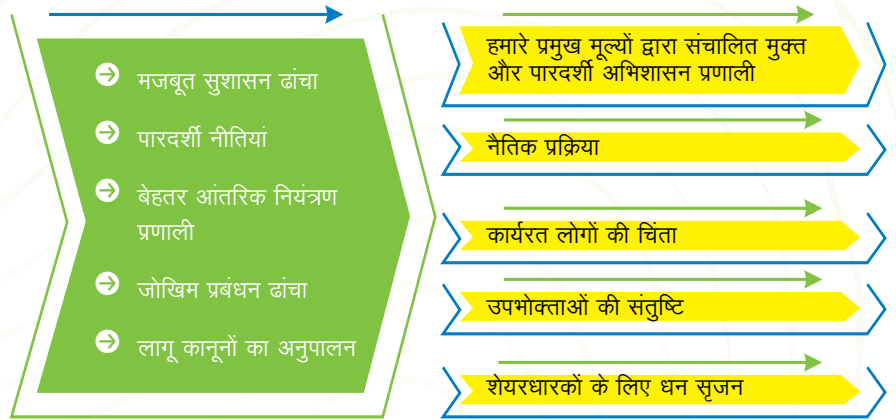 मजबूत सुशासन ढांचा
पारदर्शी नीतियां
बेहतर आंतरिक नियंत्रण
प्रणाली
जोखिम प्रबंधन ढांचा
लागू कानूनों का अनुपालन
हमारे प्रमुख मूल्यों द्वारा संचालित मुक्त
और पारदर्शी अभिशासन प्रणाली
नैतिक प्रक्रिया
कार्यरत लोगों की चिंता
उपभोक्ताओं की संतुष्टि
शेयरधारकों के लिए धन सृजन